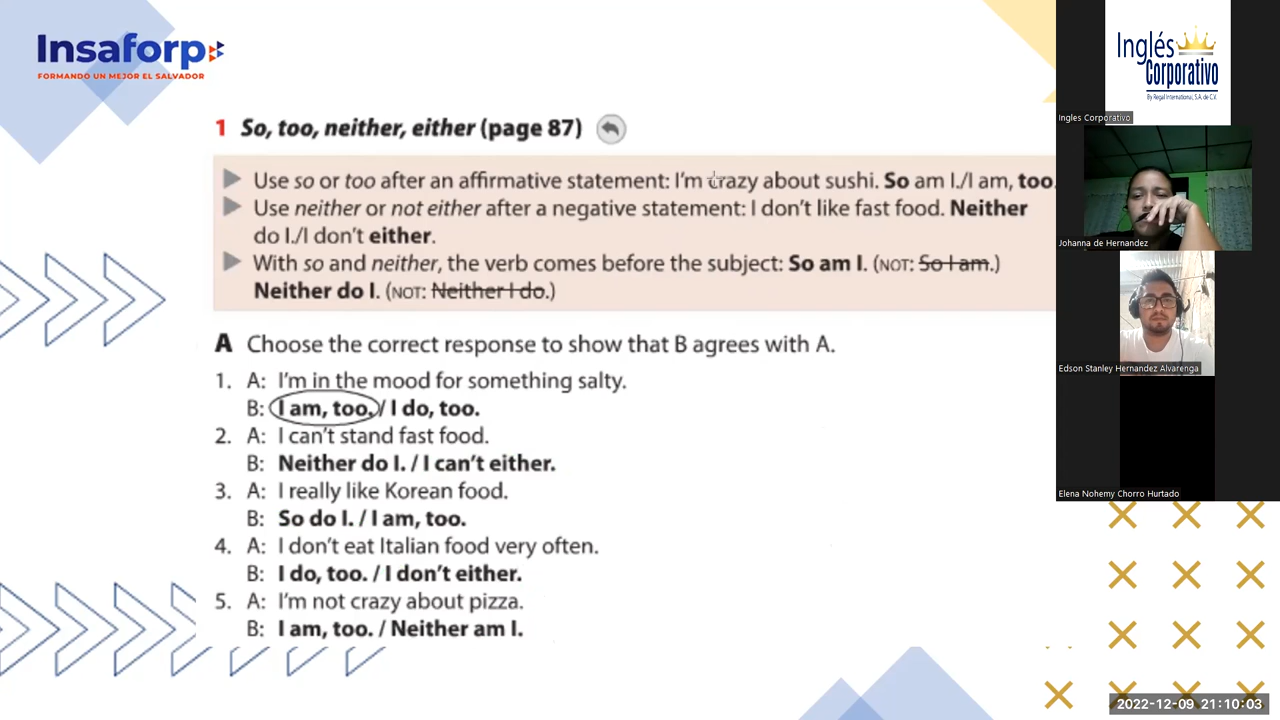 Insaforp
FORMANDO UN MEJOR EL SALVADOR
1 So, too, neither, either (page 87)
Use so or too after an affirmative statement: I'm crazy about sushi. So am I./I am, too.
Use neither or not either after a negative statement: I don't like fast food. Neither
do I./I don't either.
With so and neither, the verb comes before the subject: So am I. (NOT: So I am.)
Neither do I. (NOT: Neither I do.)
A Choose the correct response to show that B agrees with A.
1. A: I'm in the mood for something salty.
B: I am, too. / I do, too.
2. A: I can't stand fast food.
B: Neither do I. / I can't either.
3. A: I really like Korean food.
B: So do I. / I am, too.
4. A: I don't eat Italian food very often.
B: I do, too. / I don't either.
5. A: I'm not crazy about pizza.
B: I am, too. / Neither am I.
Inglés
Corporativo
By Regal International, S.A. de C.V.
Ingles Corporativo
Johanna de Hernandez
Edson Stanley Hernandez Alvarenga
Elena Nohemy Chorro Hurtado
2022-12-09 21:10:03